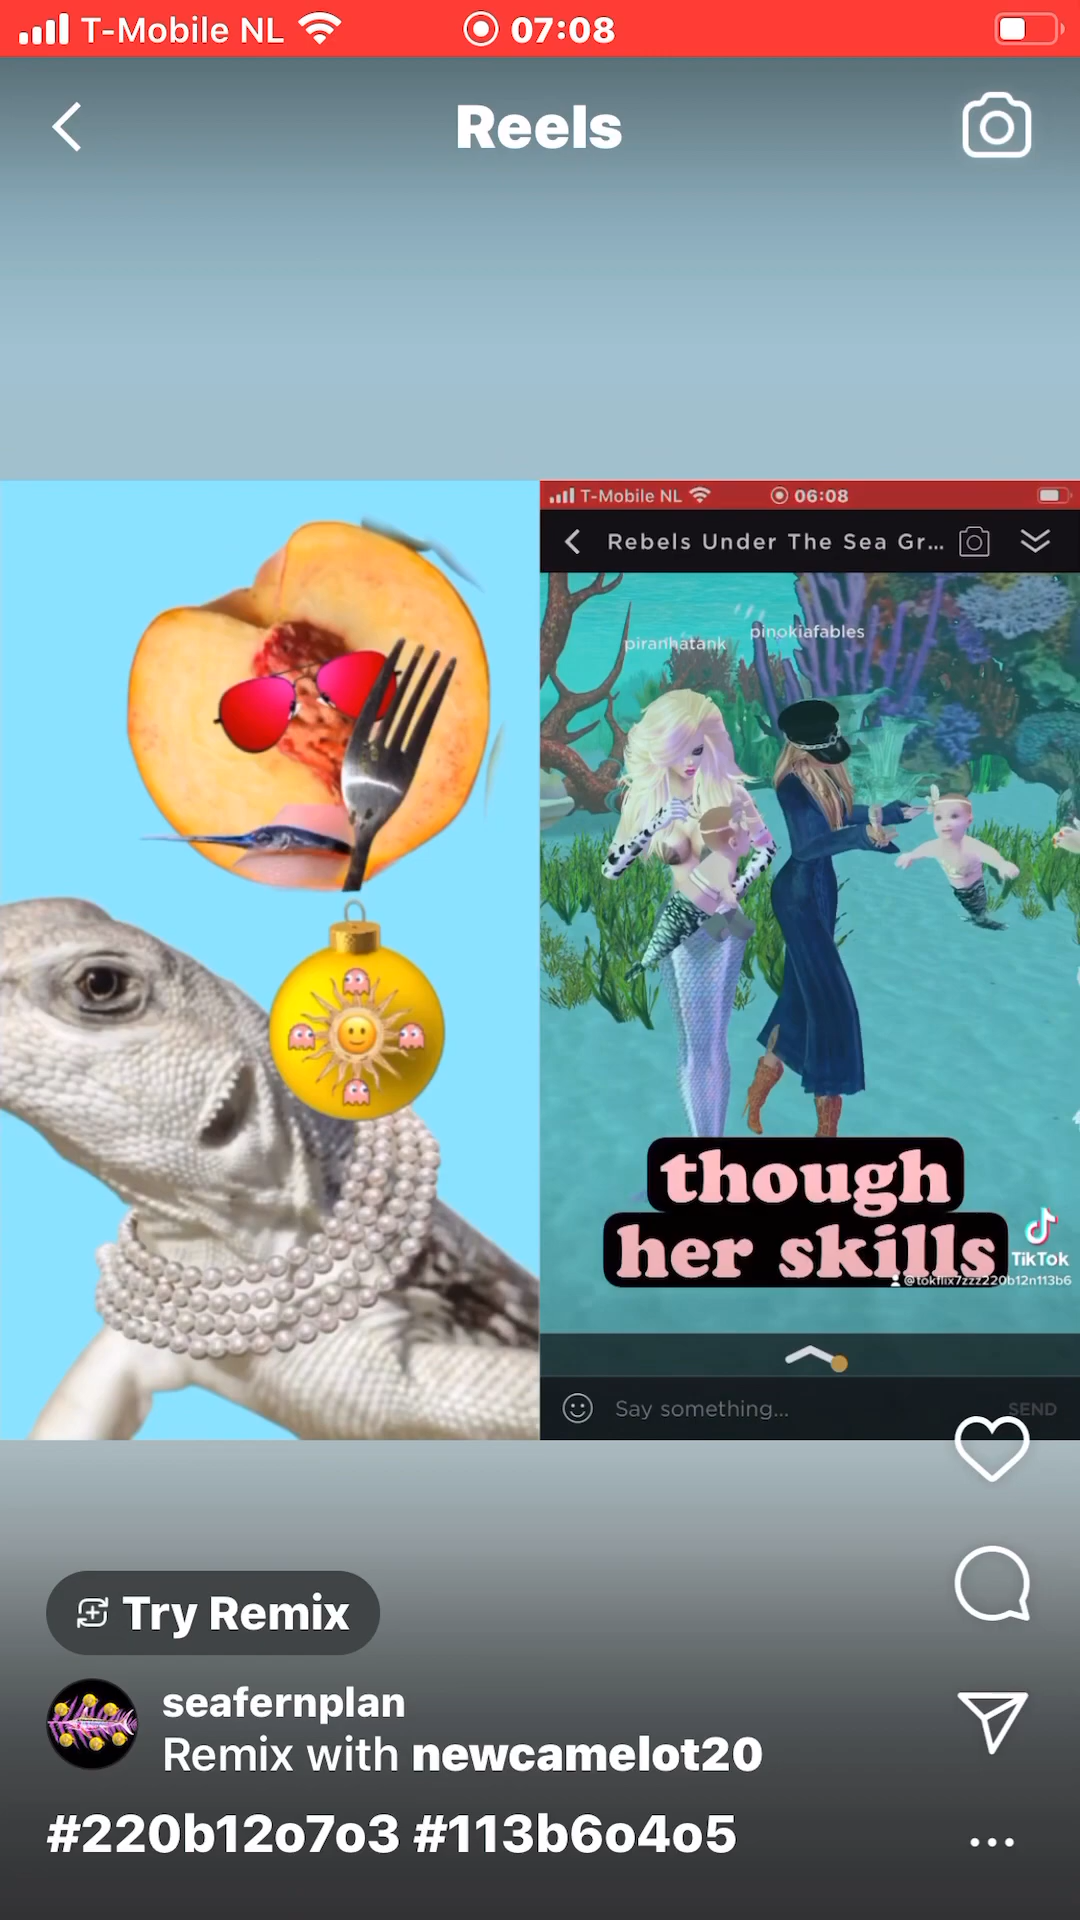 T-Mobile NL 07:08
Reels
T-Mobile NL 06:08
Rebels Under The Sea Gr...
piranhatank
pinokiafables
though
her skills
TikTok
@tokflix7zzz220b12n113b6
Say something...
SEND
Try Remix
seafernplan
Remix with newcamelot20
#220b12o7o3 #113b6o4o5